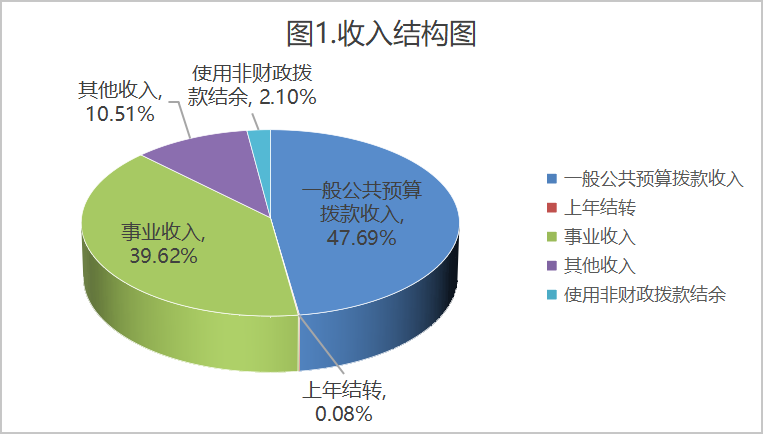 图1.收入结构图
使用非财政拨
款结余, 2.10%
其他收入,
10.51%
一般公共预算
拨款收入,
47.69%
事业收入,
39.62%
上年结转,
0.08%
一般公共预算拨款收入
上年结转
事业收入
其他收入
使用非财政拨款结余